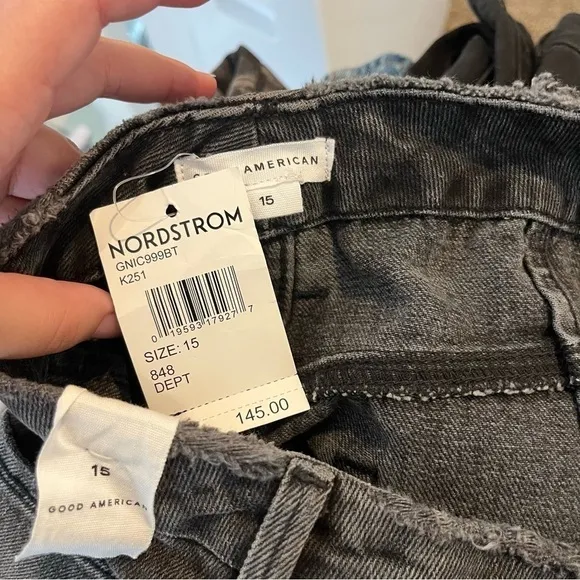 AMERICAN
15
NORDSTROM
GNIC999BT
K251
0 19593 17927 7
SIZE: 15
848
DEPT
145.00
15
GOOD AMERICAN